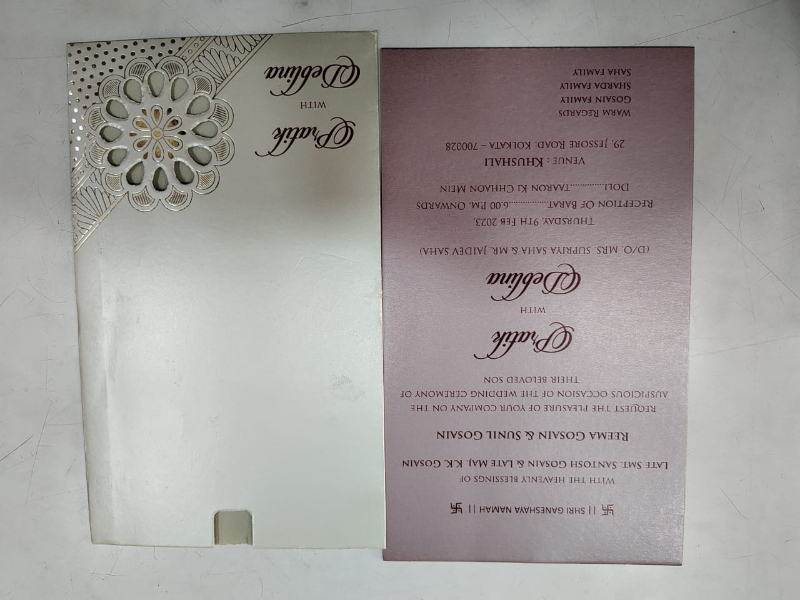 Pratik
WITH
Deblina
卐 || SHRI GANESHAYA NAMAH || 卐
WITH THE HEAVENLY BLESSINGS OF
LATE SMT. SANTOSH GOSAIN & LATE MAJ. K.K. GOSAIN
REEMA GOSAIN & SUNIL GOSAIN
REQUEST THE PLEASURE OF YOUR COMPANY ON THE
AUSPICIOUS OCCASION OF THE WEDDING CEREMONY OF
THEIR BELOVED SON
Pratik
WITH
Deblina
(D/O. MRS. SUPRIYA SAHA & MR. JAIDEV SAHA)
THURSDAY, 9TH FEB 2023,
RECEPTION OF BARAT...............6.00 P.M. ONWARDS
DOLI...............TAARON KI CHHAON MEIN
VENUE : KHUSHALI
29, JESSORE ROAD, KOLKATA – 700028
WARM REGARDS
GOSAIN FAMILY
SHARDA FAMILY
SAHA FAMILY